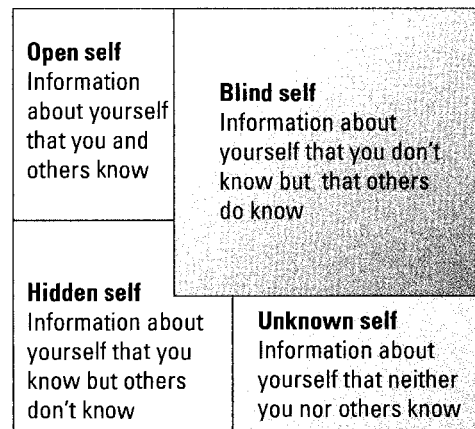 Open self
Information
about yourself
that you and
others know
Blind self
Information about
yourself that you don't
know but that others
do know
Hidden self
Information about
yourself that you
know but others
don't know
Unknown self
Information about
yourself that neither
you nor others know